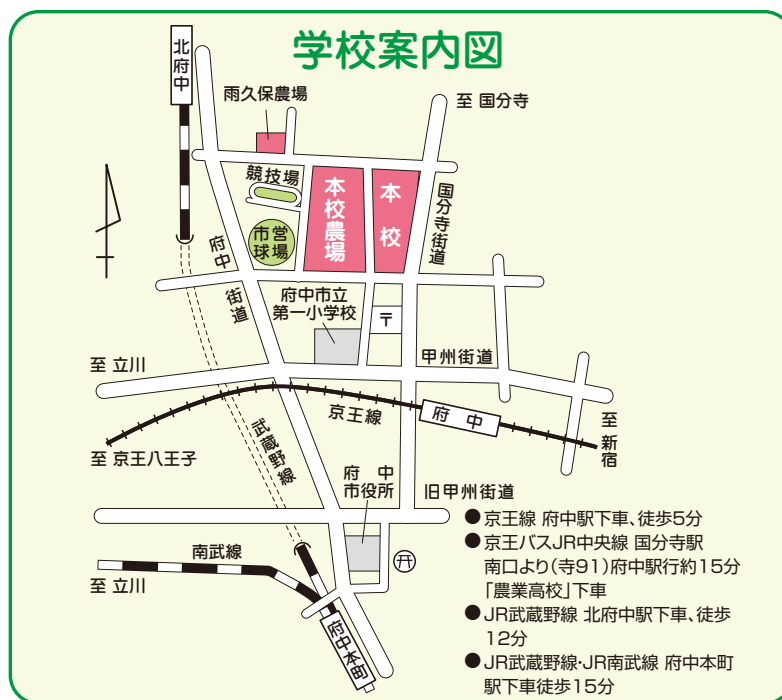 学校案内図
北府中
雨久保農場
至 国分寺
競技場
本校農場
本校
国分寺街道
市営
球場
府中街道
府中市立
第一小学校
〒
甲州街道
至 立川
京王線
府中
至 新宿
至 京王八王子
武蔵野線
府中
市役所
旧甲州街道
南武線
至 立川
府中本町
●京王線 府中駅下車、徒歩5分
●京王バスJR中央線 国分寺駅
南口より(寺91)府中駅行約15分
「農業高校」下車
●JR武蔵野線 北府中駅下車、徒歩
12分
●JR武蔵野線・JR南武線 府中本町
駅下車徒歩15分